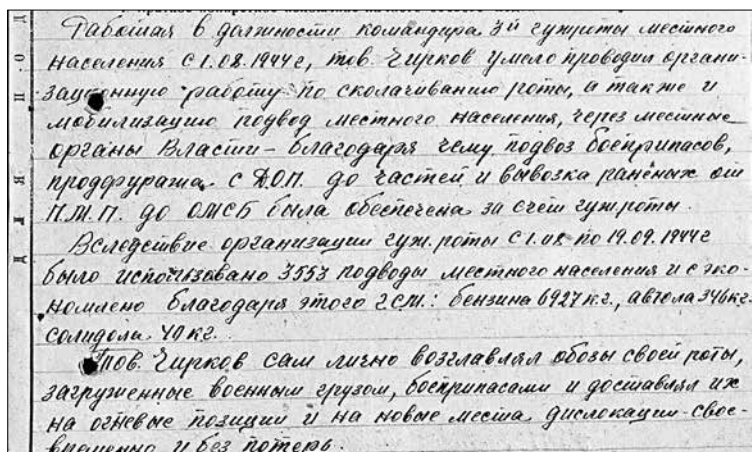 Работая в должности командира 3й гужроты местного
населения с 1.08.1944г, тов. Чирков умело проводил органи-
зационную работу по сколачиванию роты, а также и
мобилизацию подвод местного населения, через местные
органы Власти – благодаря чему подвоз боеприпасов,
продфуража с Д.О.П. до частей и вывозка раненых от
П.М.П. до ОМСБ была обеспечена за счет гужроты.
Вследствие организации гуж.роты с 1.08 по 19.09.1944г
было использовано 3553 подводы местного населения и сэко-
номлено благодаря этого ГСМ: бензина 6927 кг., автола 346 кг.
солидола 40 кг.
Тов. Чирков сам лично возглавлял обозы своей роты,
загруженные военным грузом, боеприпасами и доставлял их
на огневые позиции и на новые места дислокации свое-
временно и без потерь.